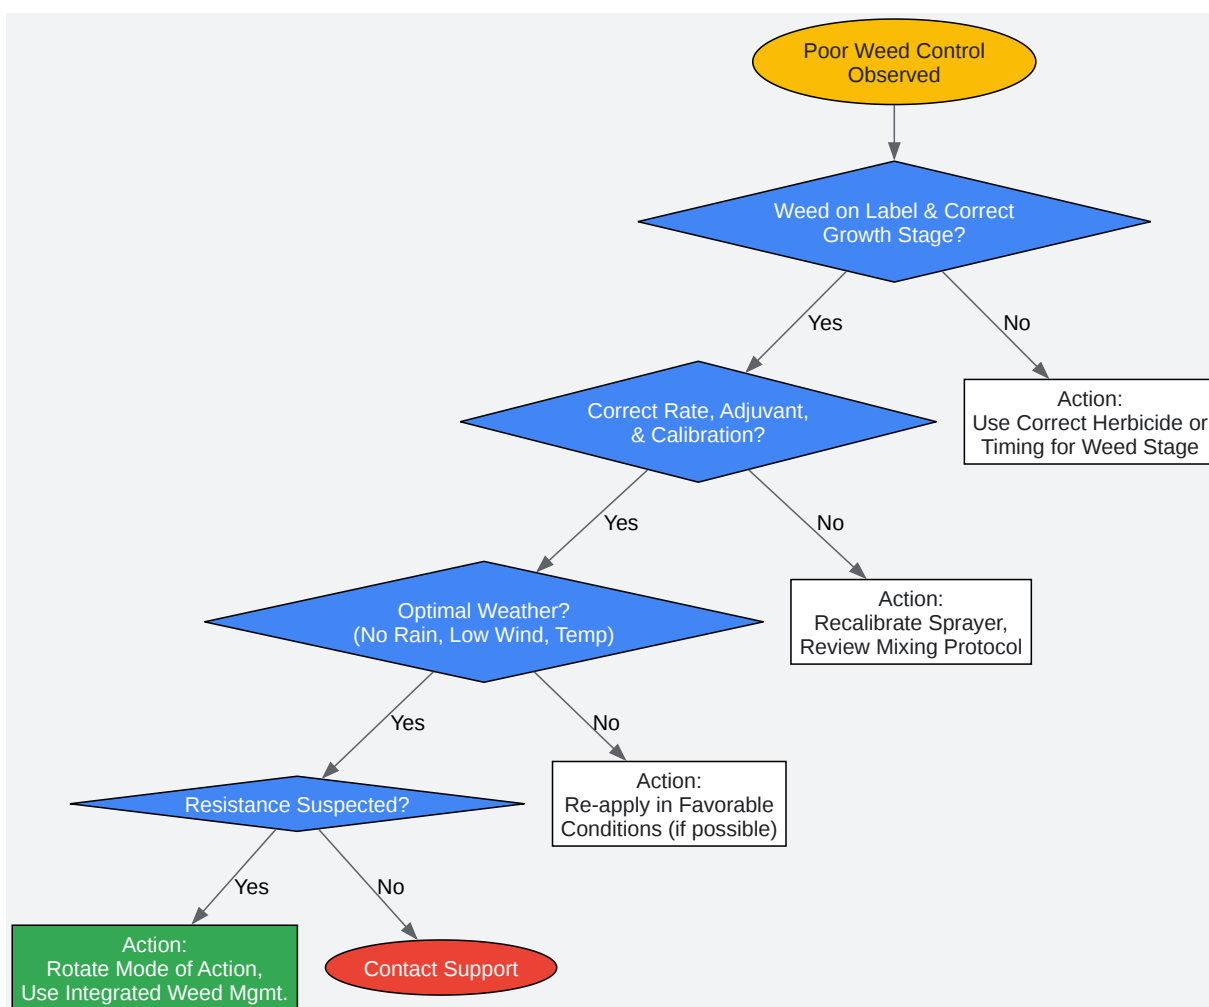 Poor Weed Control
Observed
Weed on Label & Correct
Growth Stage?
Yes
No
Action:
Use Correct Herbicide or
Timing for Weed Stage
Correct Rate, Adjuvant,
& Calibration?
Yes
No
Action:
Recalibrate Sprayer,
Review Mixing Protocol
Optimal Weather?
(No Rain, Low Wind, Temp)
Yes
No
Action:
Re-apply in Favorable
Conditions (if possible)
Resistance Suspected?
Yes
No
Action:
Rotate Mode of Action,
Use Integrated Weed Mgmt.
Contact Support